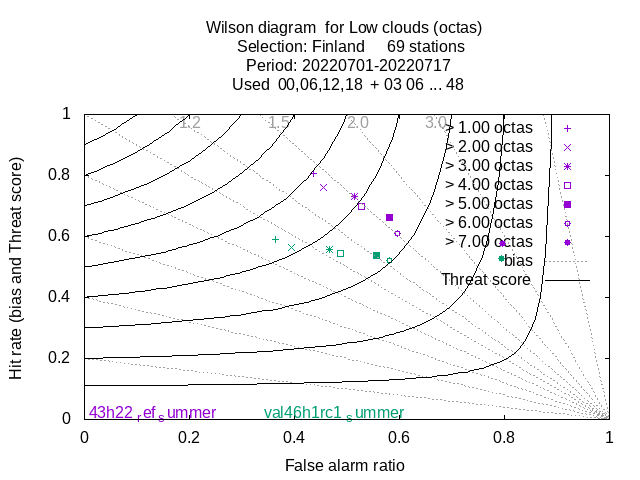 Wilson diagram for Low clouds (octas)
Selection: Finland 69 stations
Period: 20220701-20220717
Used 00,06,12,18 + 03 06 ... 48
Hit rate (bias and Threat score)
1
0.8
0.6
0.4
0.2
0
1.2 1.5 2.0 3.0
> 1.00 octas
> 2.00 octas
> 3.00 octas
> 4.00 octas
> 5.00 octas
> 6.00 octas
> 7.00 octas
bias
Threat score
43h22_ref_summer val46h1rc1_summer
0 0.2 0.4 0.6 0.8 1
False alarm ratio